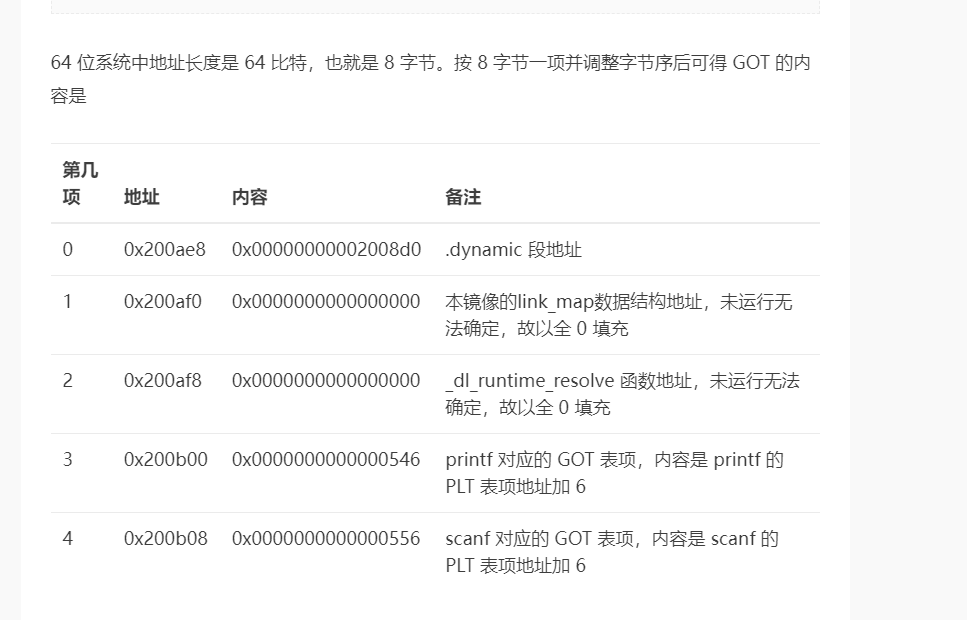 64 位系统中地址长度是 64 比特，也就是 8 字节。按 8 字节一项并调整字节序后可得 GOT 的内
容是
第几
项 地址 内容 备注
0 0x200ae8 0x00000000002008d0 .dynamic 段地址
1 0x200af0 0x0000000000000000 本镜像的link_map数据结构地址，未运行无
法确定，故以全 0 填充
2 0x200af8 0x0000000000000000 _dl_runtime_resolve 函数地址，未运行无法
确定，故以全 0 填充
3 0x200b00 0x0000000000000546 printf 对应的 GOT 表项，内容是 printf 的
PLT 表项地址加 6
4 0x200b08 0x0000000000000556 scanf 对应的 GOT 表项，内容是 scanf 的
PLT 表项地址加 6